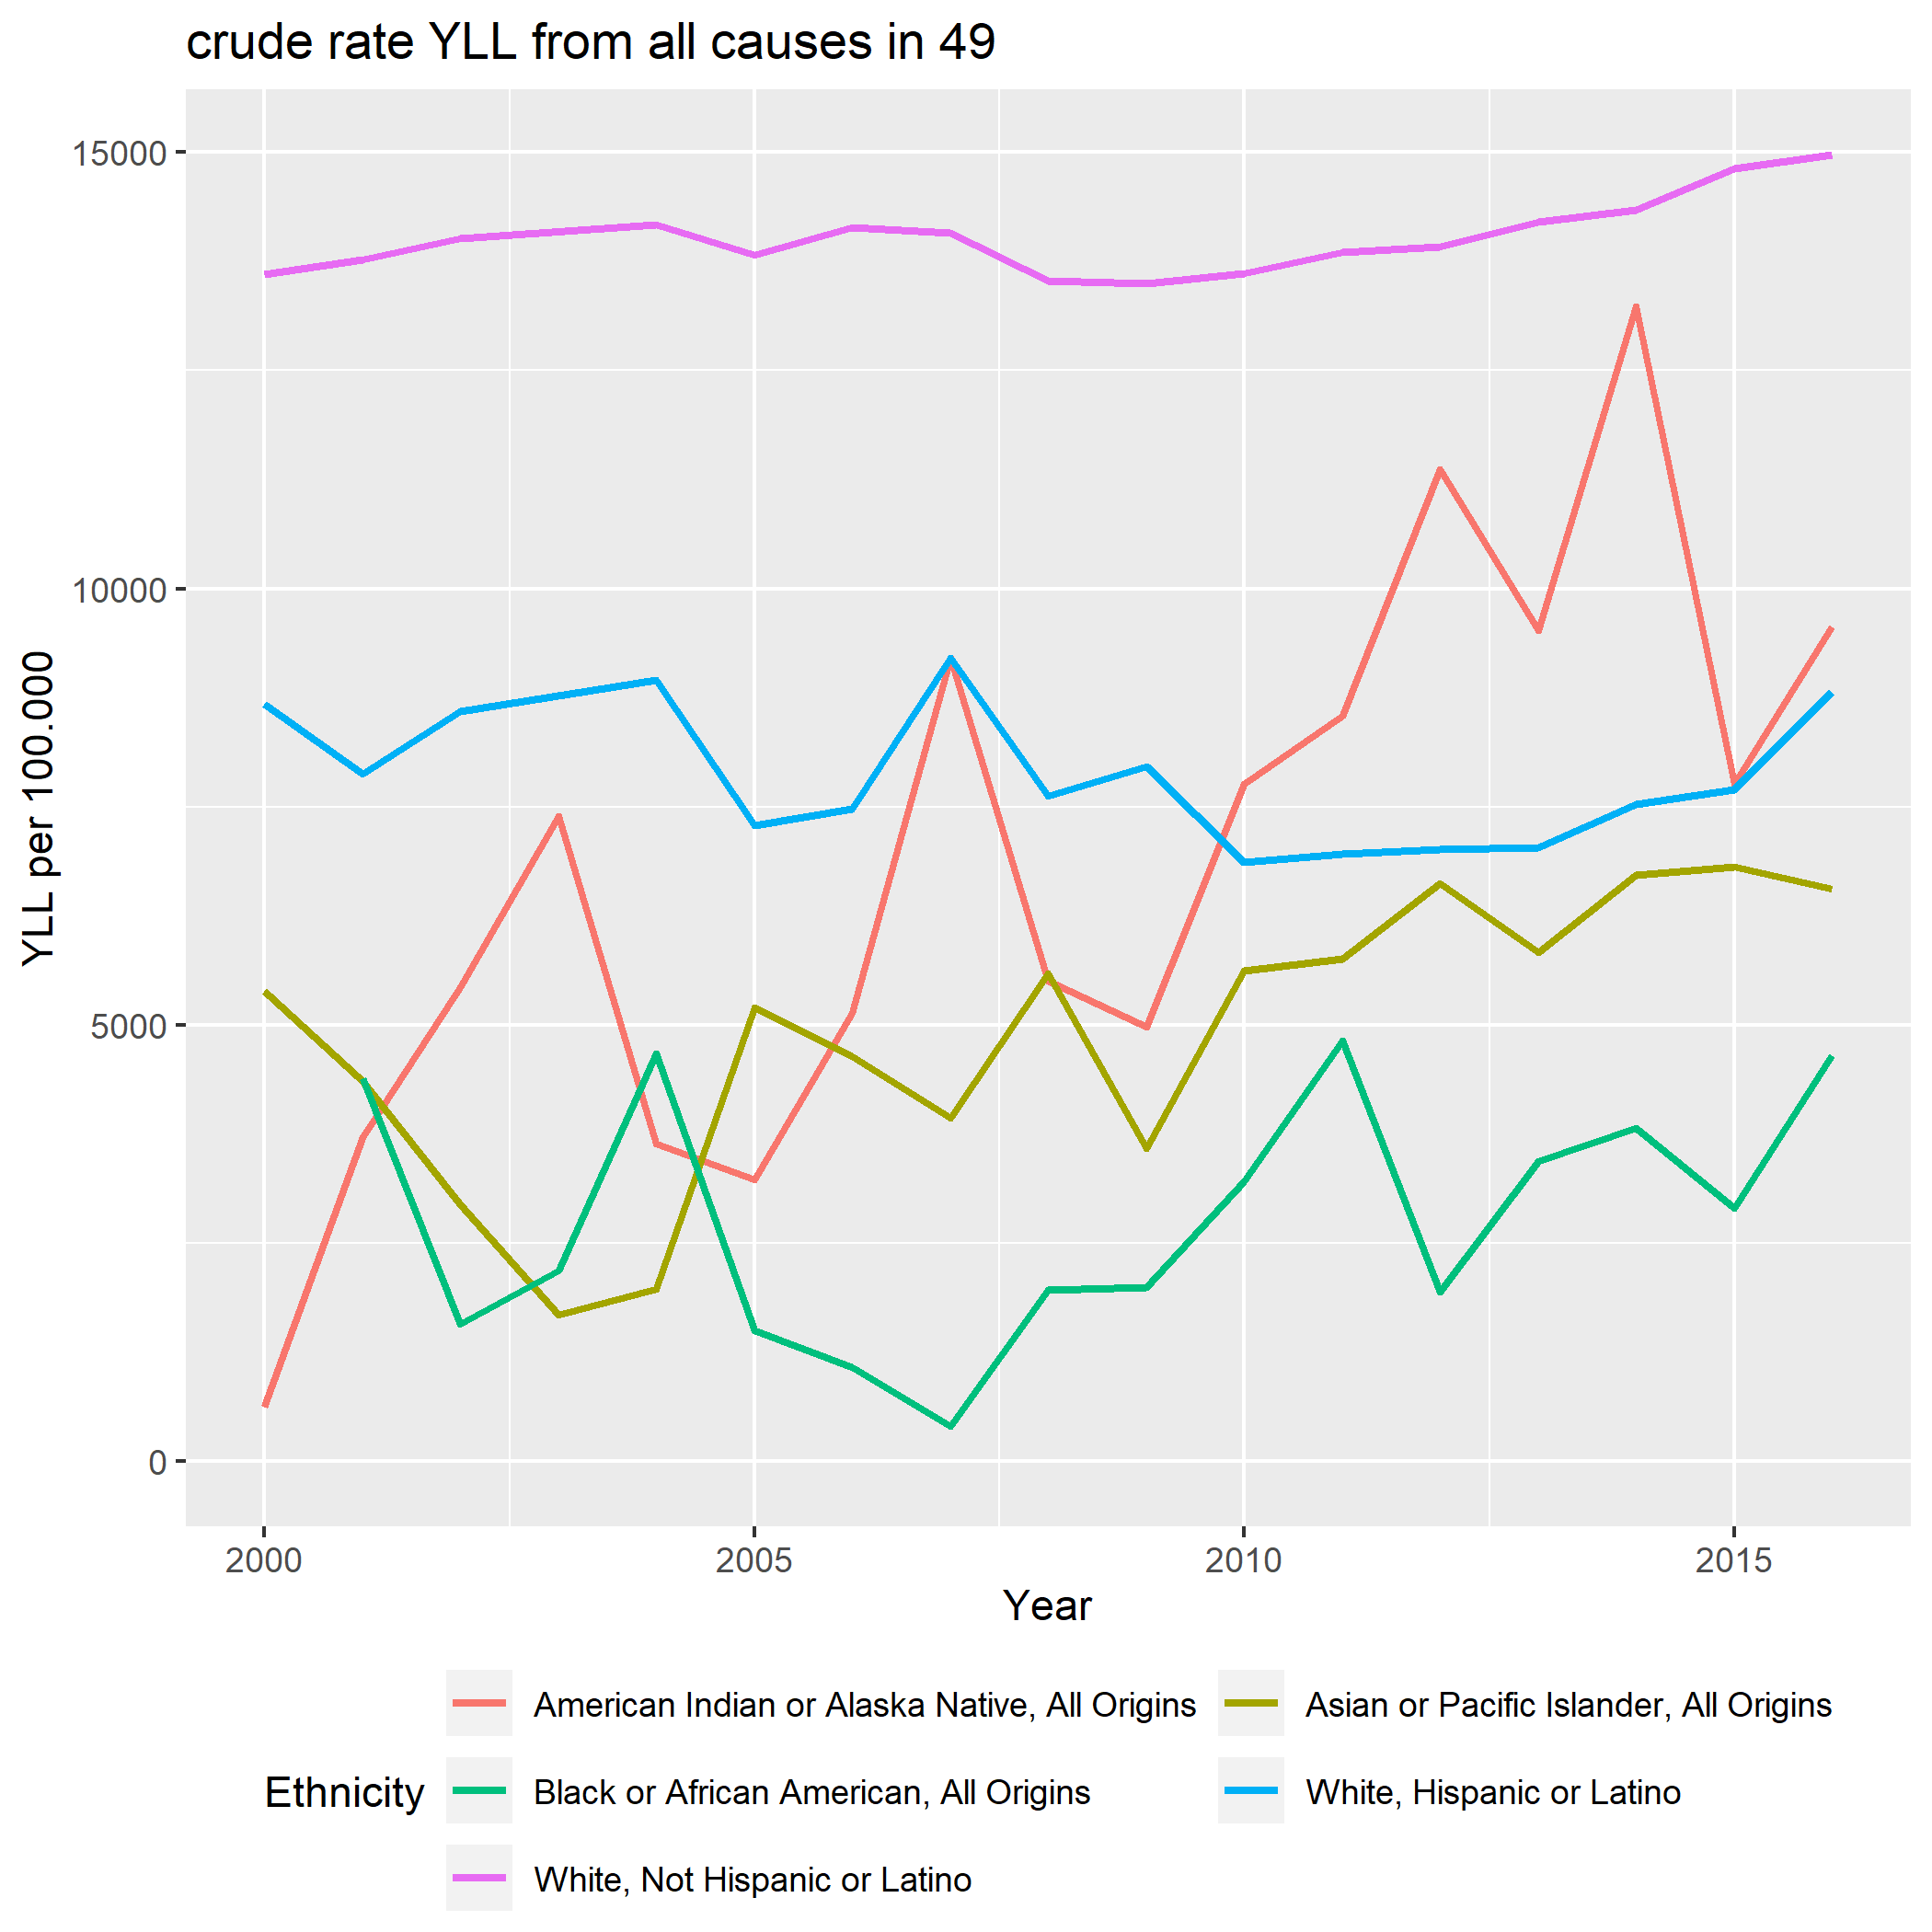 crude rate YLL from all causes in 49
15000
10000
5000
0
YLL per 100.000
2000 2005 2010 2015
Year
Ethnicity
American Indian or Alaska Native, All Origins
Asian or Pacific Islander, All Origins
Black or African American, All Origins
White, Hispanic or Latino
White, Not Hispanic or Latino